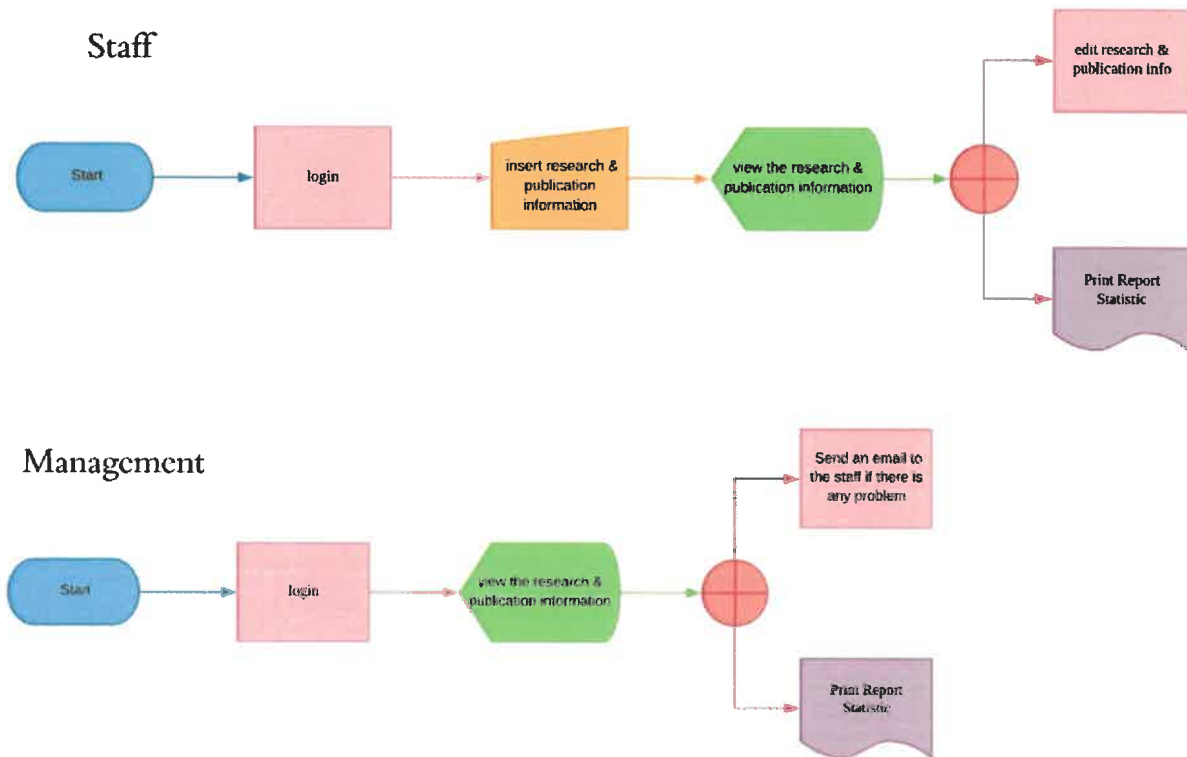 Staff
Start
login
insert research &
publication
information
view the research &
publication information
edit research &
publication info
Print Report
Statistic
Management
Start
login
view the research &
publication information
Send an email to
the staff if there is
any problem
Print Report
Statistic